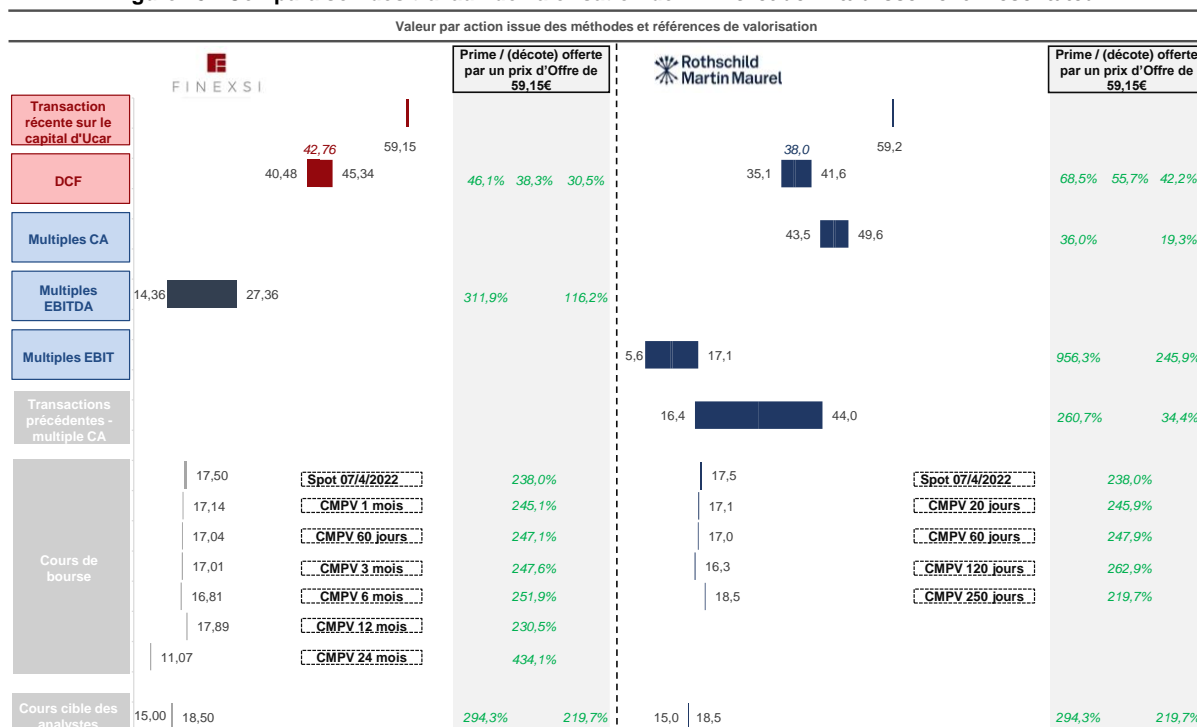 Valeur par action issue des méthodes et références de valorisation
FINEXSI
Prime / (décote) offerte
par un prix d'Offre de
59,15€
Rothschild
Martin Maurel
Prime / (décote) offerte
par un prix d'Offre de
59,15€
Transaction
récente sur le
capital d'Ucar
59,15
59,2
DCF
42,76
40,48
45,34
46,1% 38,3% 30,5%
38,0
35,1
41,6
68,5% 55,7% 42,2%
Multiples CA
43,5
49,6
36,0% 19,3%
Multiples
EBITDA
14,36
27,36
311,9% 116,2%
Multiples EBIT
5,6
17,1
956,3% 245,9%
Transactions
précédentes -
multiple CA
16,4
44,0
260,7% 34,4%
Cours de
bourse
17,50 Spot 07/4/2022 238,0%
17,5 Spot 07/4/2022 238,0%
17,14 CMPV 1 mois 245,1%
17,1 CMPV 20 jours 245,9%
17,04 CMPV 60 jours 247,1%
17,0 CMPV 60 jours 247,9%
17,01 CMPV 3 mois 247,6%
16,3 CMPV 120 jours 262,9%
16,81 CMPV 6 mois 251,9%
18,5 CMPV 250 jours 219,7%
17,89 CMPV 12 mois 230,5%
11,07 CMPV 24 mois 434,1%
Cours cible des
analystes
15,00 18,50 294,3% 219,7%
15,0 18,5 294,3% 219,7%